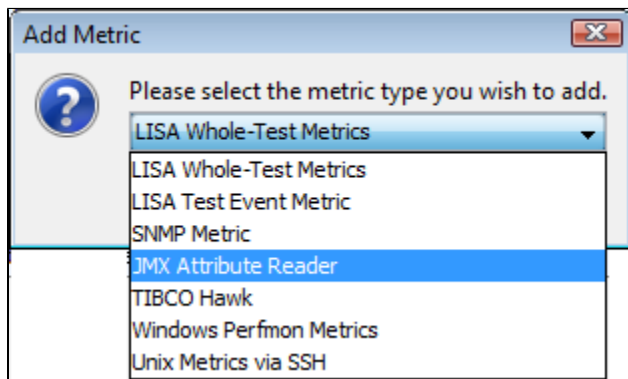 Add Metric
Please select the metric type you wish to add.
LISA Whole-Test Metrics
LISA Whole-Test Metrics
LISA Test Event Metric
SNMP Metric
JMX Attribute Reader
TIBCO Hawk
Windows Perfmon Metrics
Unix Metrics via SSH